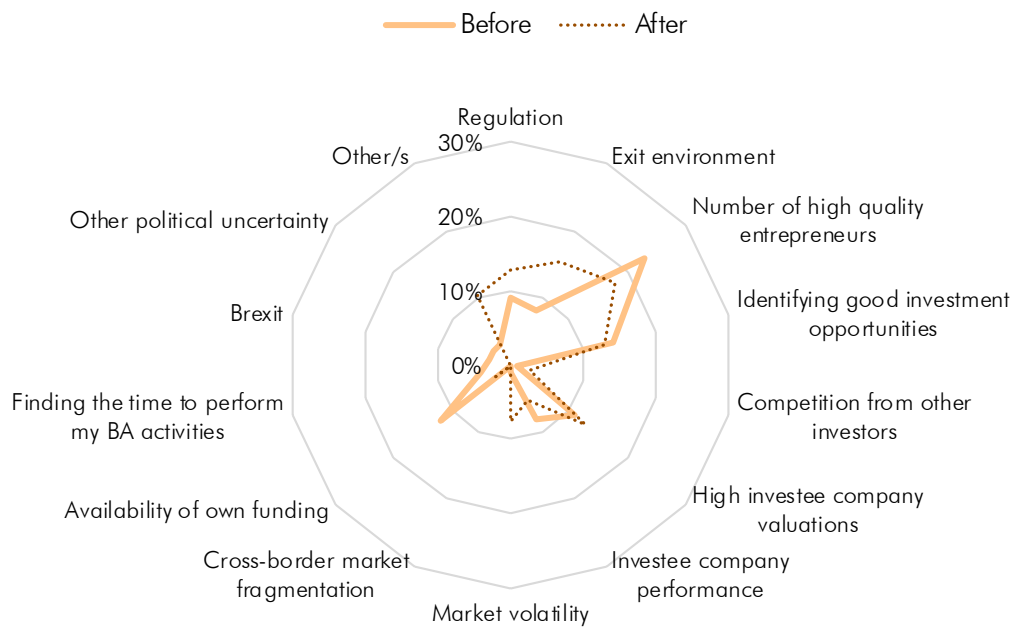 Before
After
Regulation
30%
Other/s
Exit environment
Number of high quality
entrepreneurs
20%
Other political uncertainty
10%
Identifying good investment
opportunities
Brexit
0%
Finding the time to perform
my BA activities
Competition from other
investors
High investee company
valuations
Availability of own funding
Cross-border market
fragmentation
Investee company
performance
Market volatility